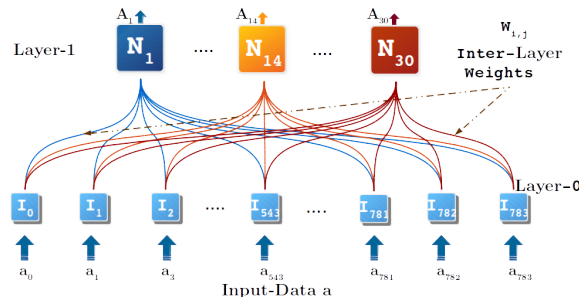 A₁ A₁₄ A₃₀
W₁,ⱼ
Layer-1 N₁ .... N₁₄ .... N₃₀ Inter-Layer
Weights
Layer-0
I₀ I₁ I₂ .... I₅₄₃ .... I₇₈₁ I₇₈₂ I₇₈₃
a₀ a₁ a₃ a₅₄₃ a₇₈₁ a₇₈₂ a₇₈₃
Input-Data a